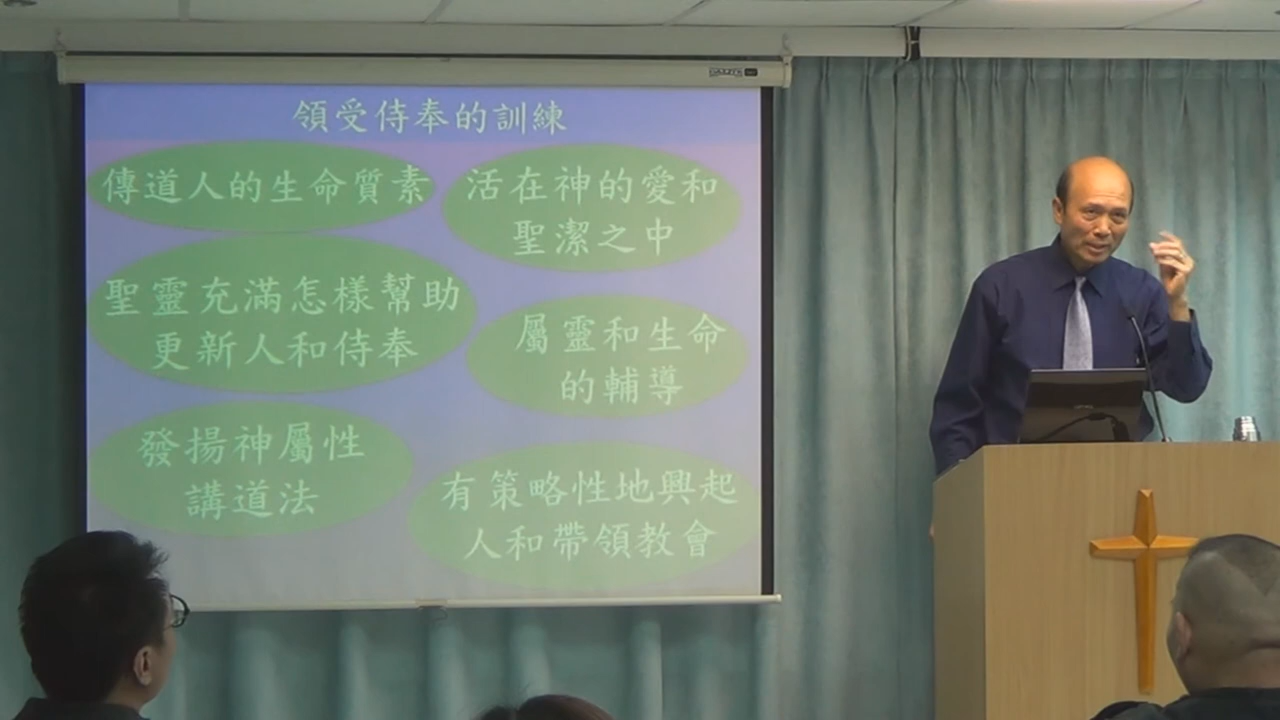 領受侍奉的訓練
傳道人的生命質素
活在神的愛和
聖潔之中
聖靈充滿怎樣幫助
更新人和侍奉
屬靈和生命
的輔導
發揚神屬性
講道法
有策略性地興起
人和帶領教會